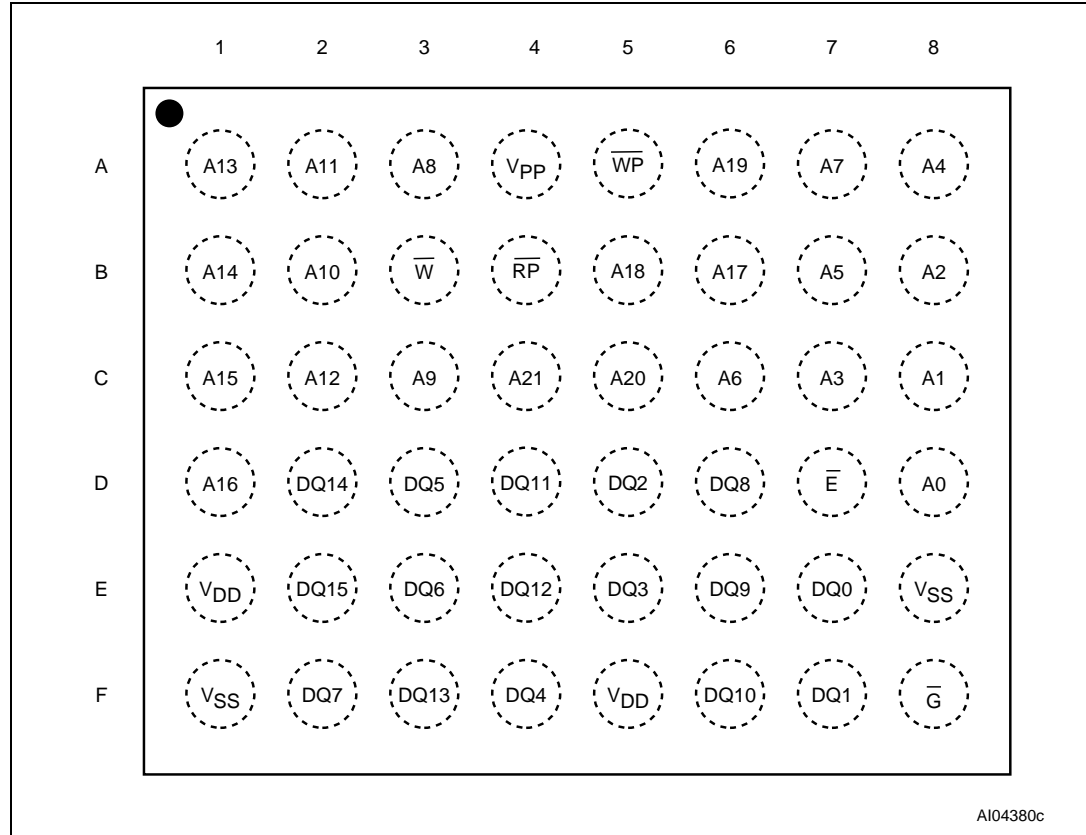 1 2 3 4 5 6 7 8
A A13 A11 A8 VPP W̅P̅ A19 A7 A4
B A14 A10 W̅ R̅P̅ A18 A17 A5 A2
C A15 A12 A9 A21 A20 A6 A3 A1
D A16 DQ14 DQ5 DQ11 DQ2 DQ8 E̅ A0
E VDD DQ15 DQ6 DQ12 DQ3 DQ9 DQ0 VSS
F VSS DQ7 DQ13 DQ4 VDD DQ10 DQ1 G̅
AI04380c